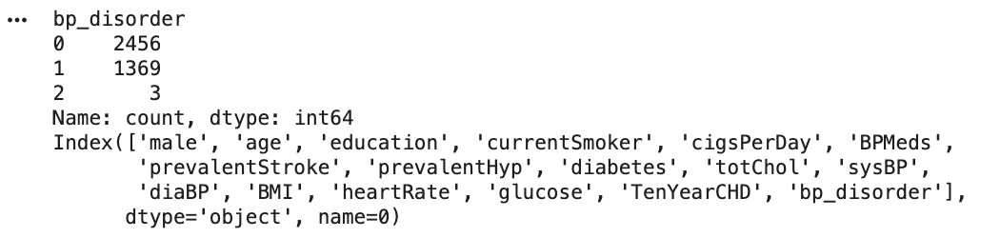 ... bp_disorder
0    2456
1    1369
2       3
Name: count, dtype: int64
Index(['male', 'age', 'education', 'currentSmoker', 'cigsPerDay', 'BPMeds',
       'prevalentStroke', 'prevalentHyp', 'diabetes', 'totChol', 'sysBP',
       'diaBP', 'BMI', 'heartRate', 'glucose', 'TenYearCHD', 'bp_disorder'],
      dtype='object', name=0)